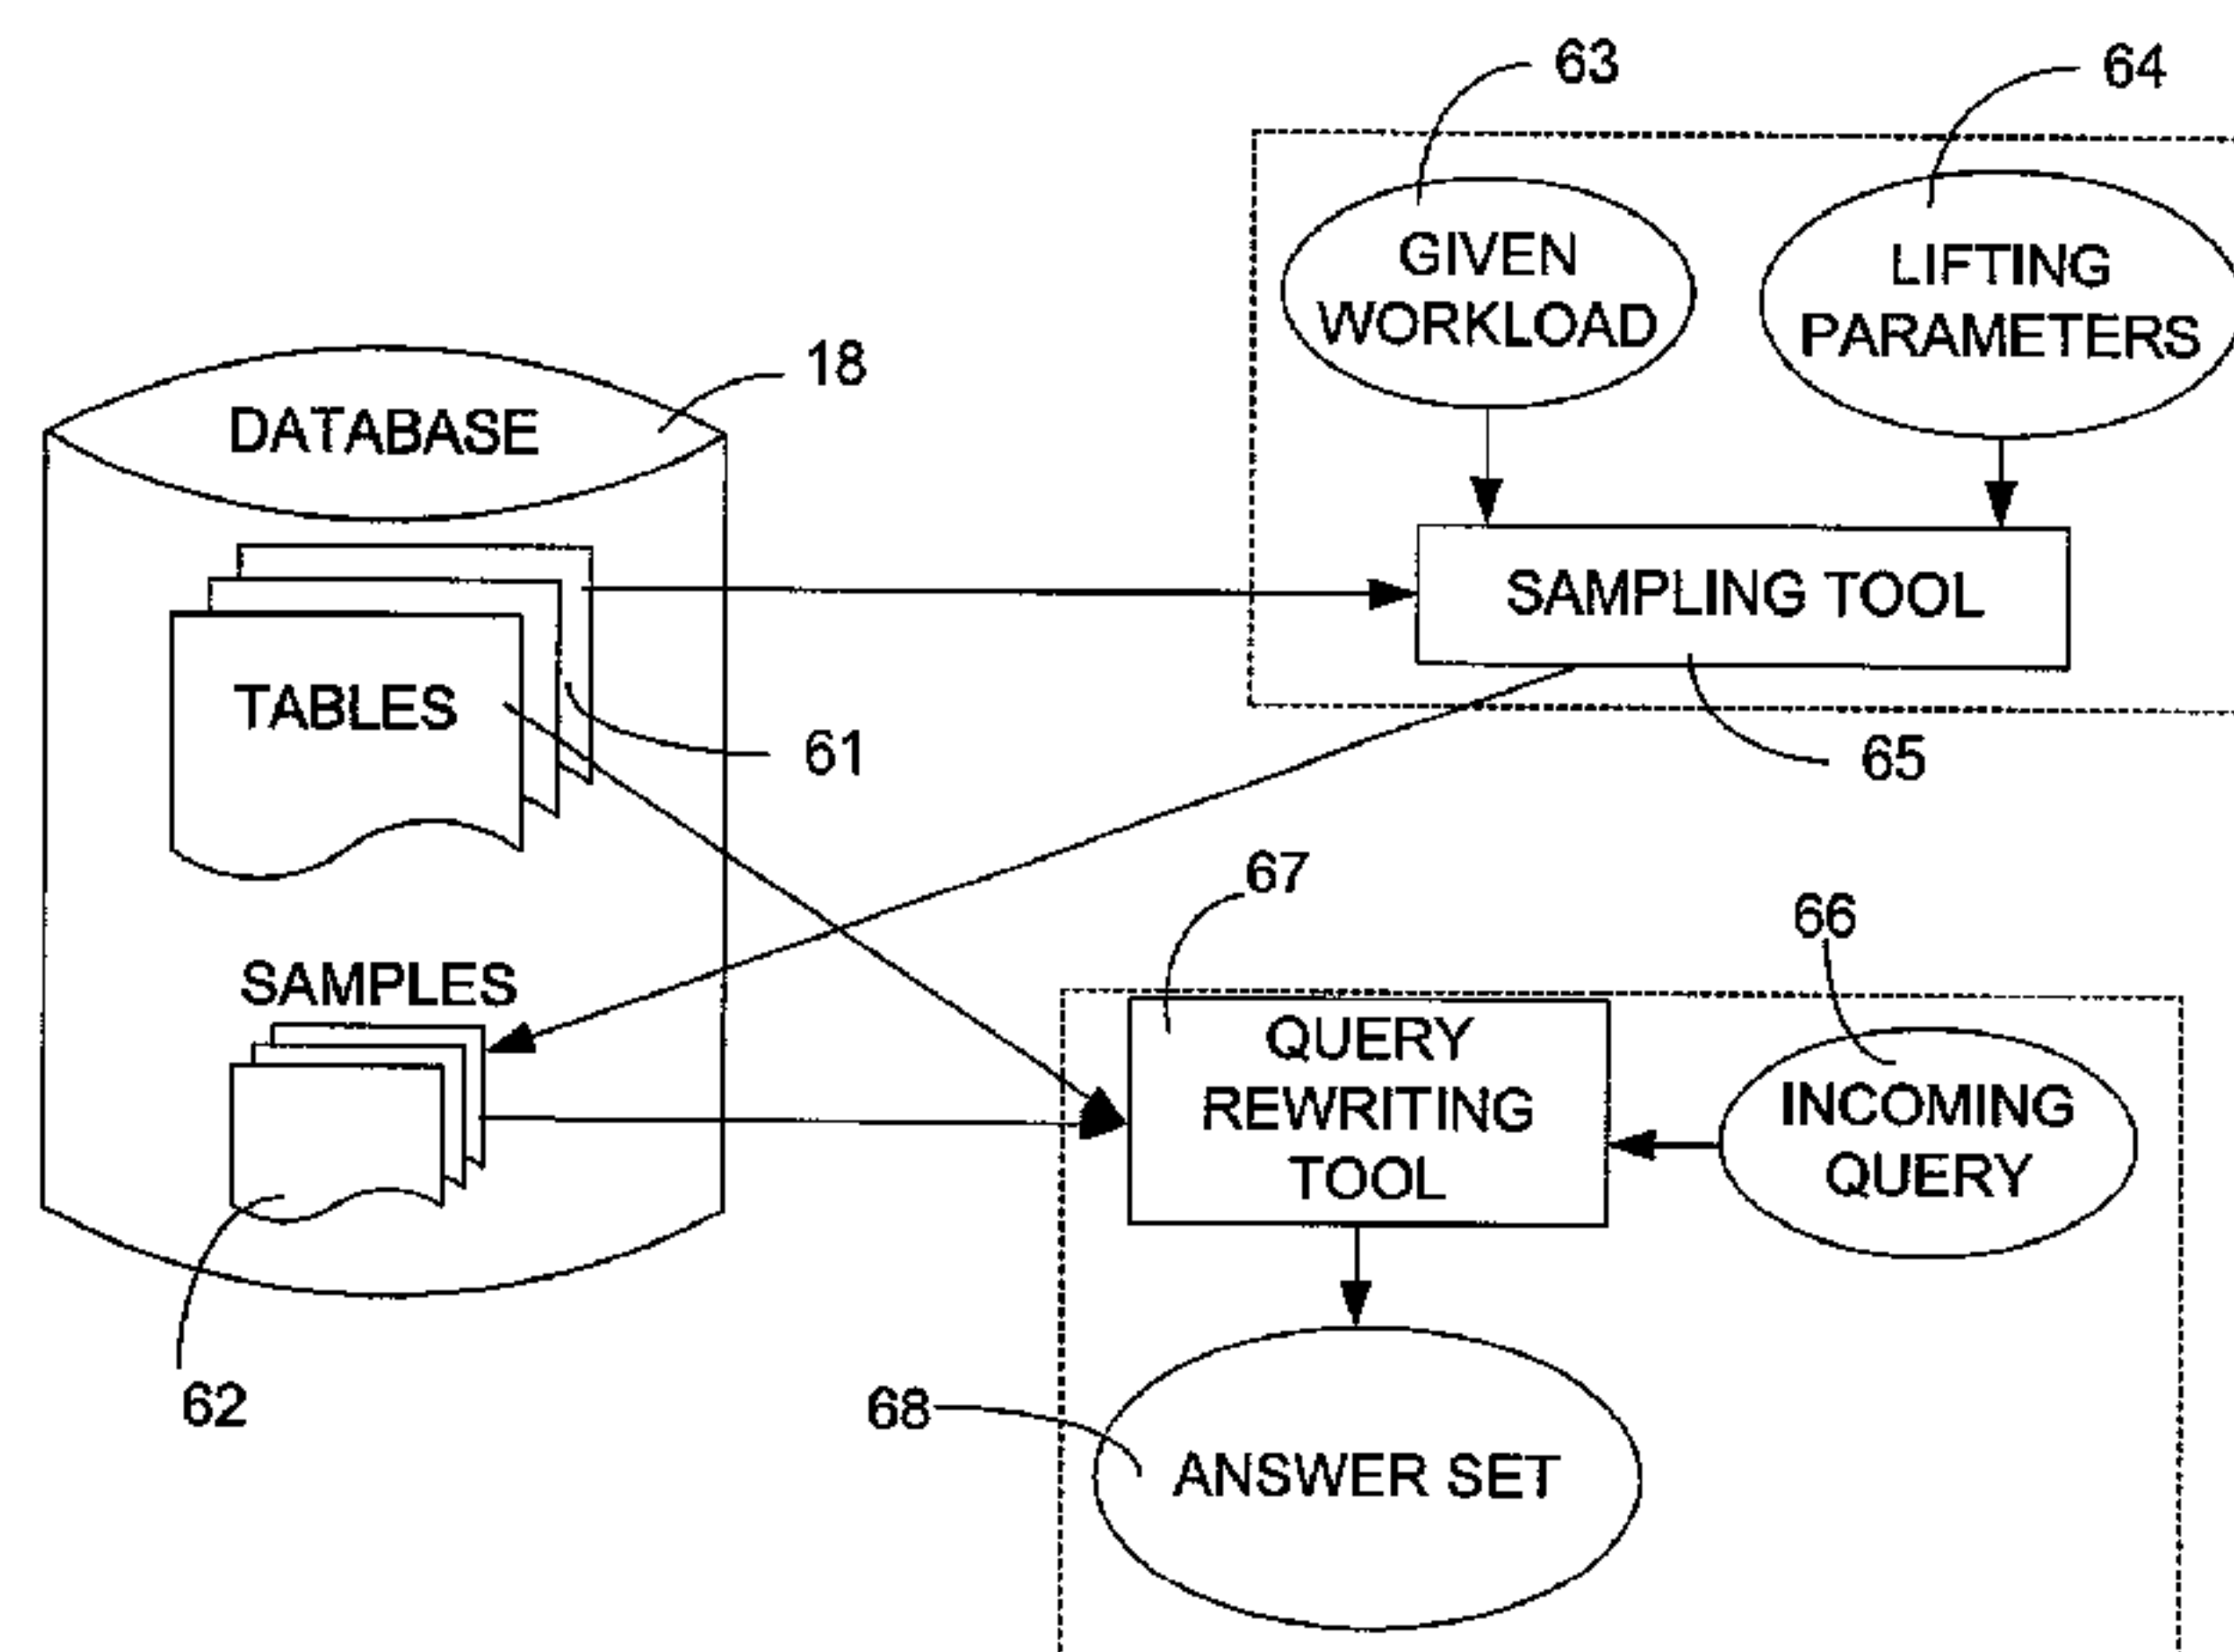 63
64
GIVEN
WORKLOAD
LIFTING
PARAMETERS
18
DATABASE
SAMPLING TOOL
TABLES
61
65
67
66
SAMPLES
QUERY
REWRITING
TOOL
INCOMING
QUERY
62
68
ANSWER SET